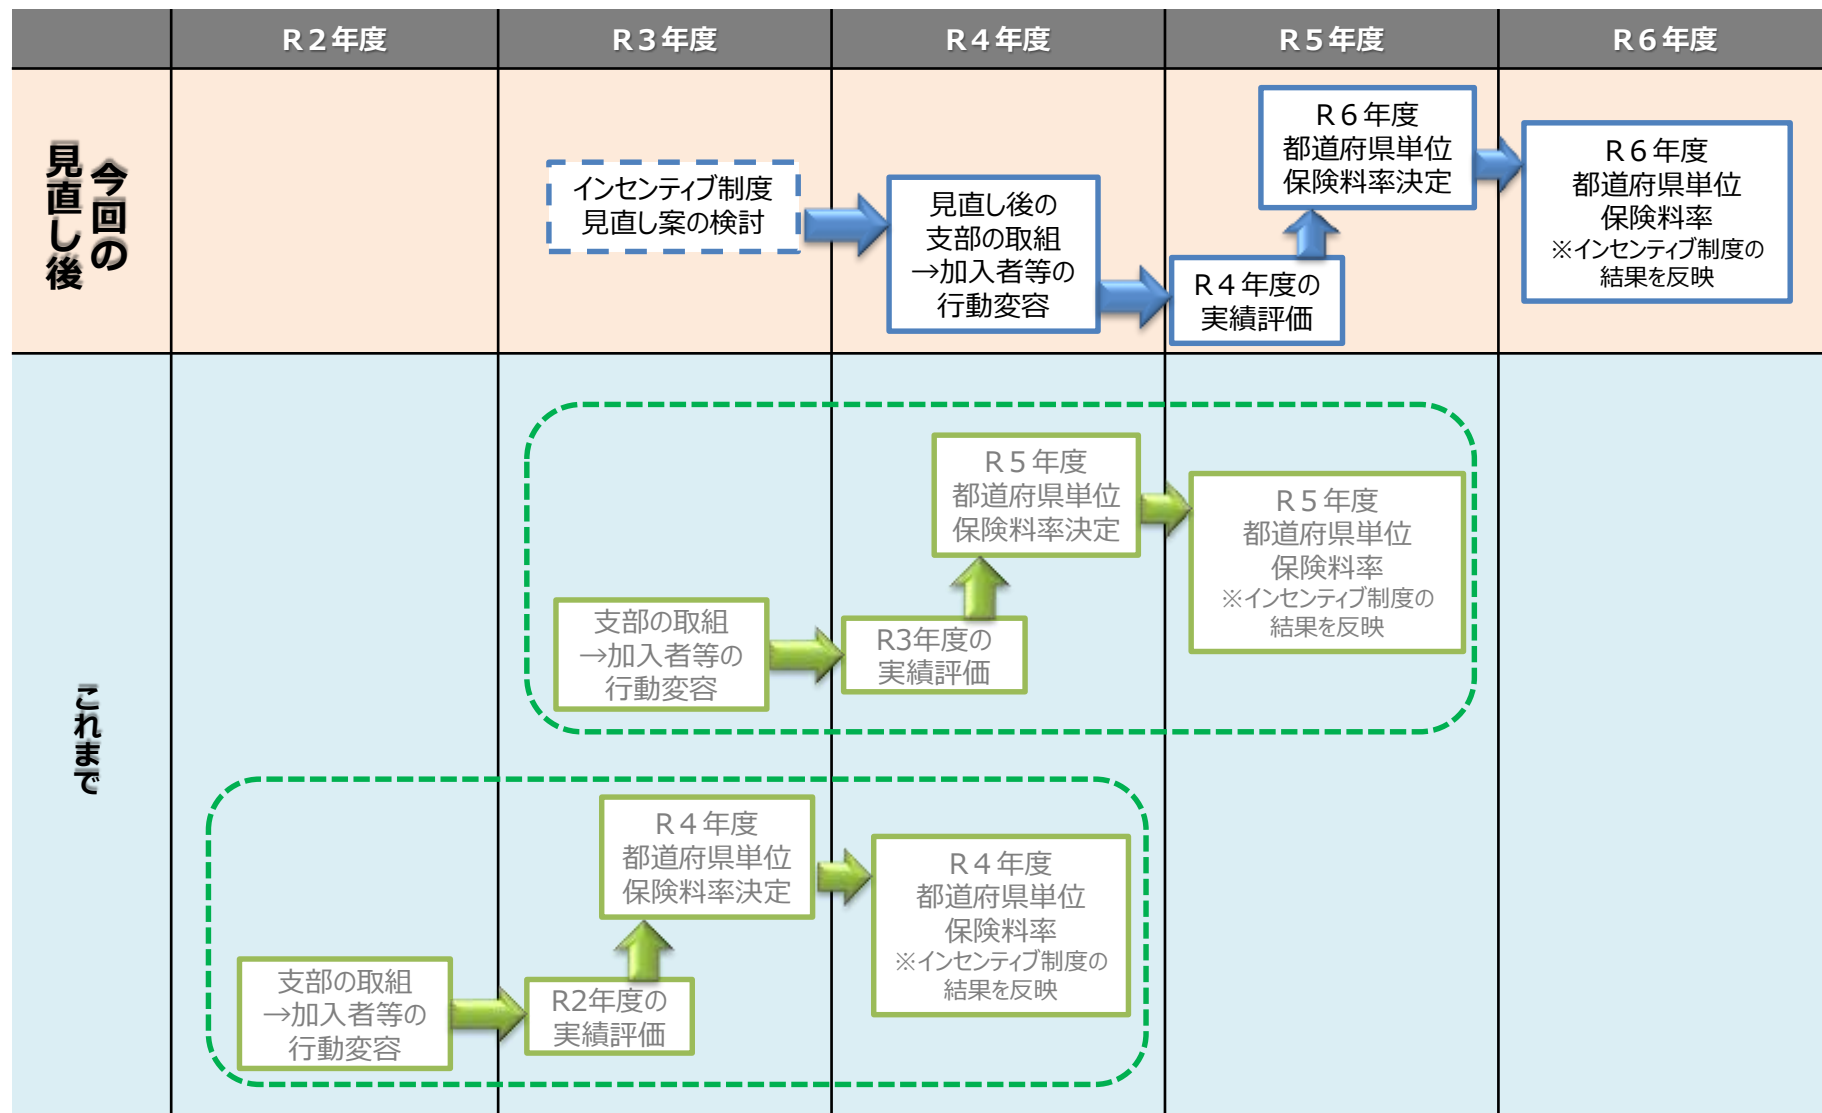 R２年度
R３年度
R４年度
R５年度
R６年度
今回の
見直し後
インセンティブ制度
見直し案の検討
見直し後の
支部の取組
→加入者等の
行動変容
R４年度の
実績評価
R６年度
都道府県単位
保険料率決定
R６年度
都道府県単位
保険料率
※インセンティブ制度の
結果を反映
これまで
支部の取組
→加入者等の
行動変容
R3年度の
実績評価
R５年度
都道府県単位
保険料率決定
R５年度
都道府県単位
保険料率
※インセンティブ制度の
結果を反映
支部の取組
→加入者等の
行動変容
R2年度の
実績評価
R４年度
都道府県単位
保険料率決定
R４年度
都道府県単位
保険料率
※インセンティブ制度の
結果を反映